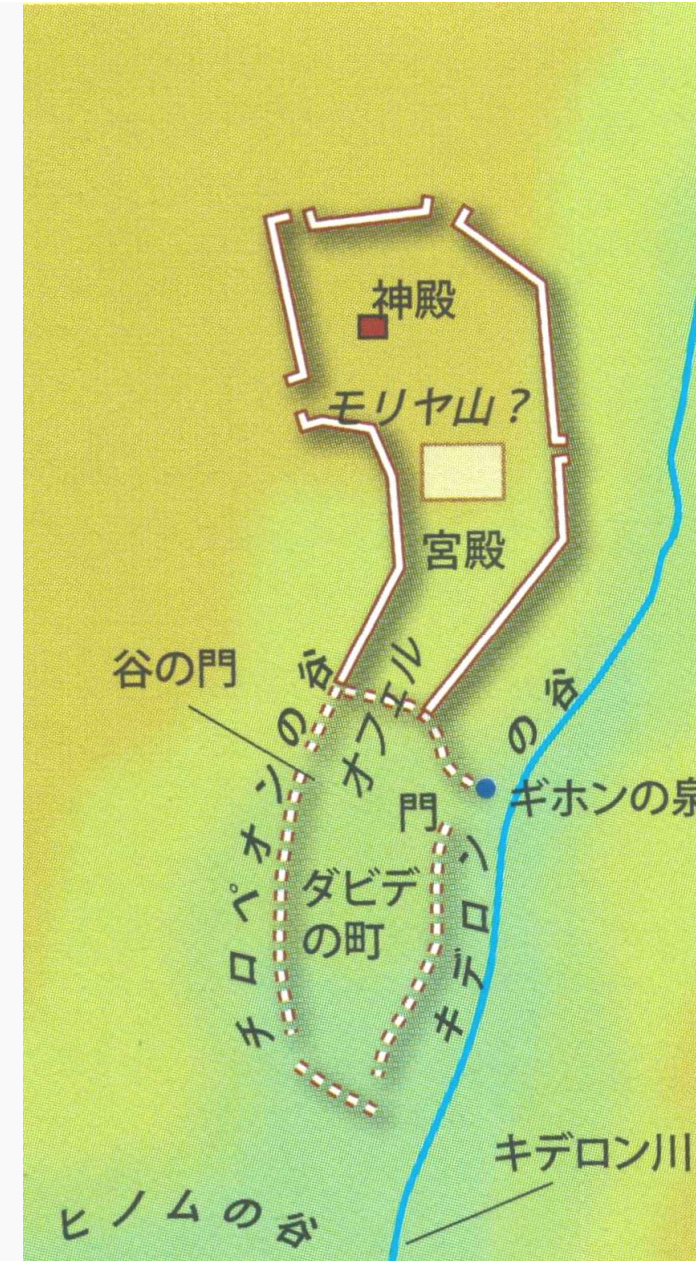 神殿
モリヤ山?
宮殿
谷の門
オフェル
チロペオンの谷
門
ギホンの泉
ダビデ
の町
キデロンの谷
キデロン川
ヒノムの谷